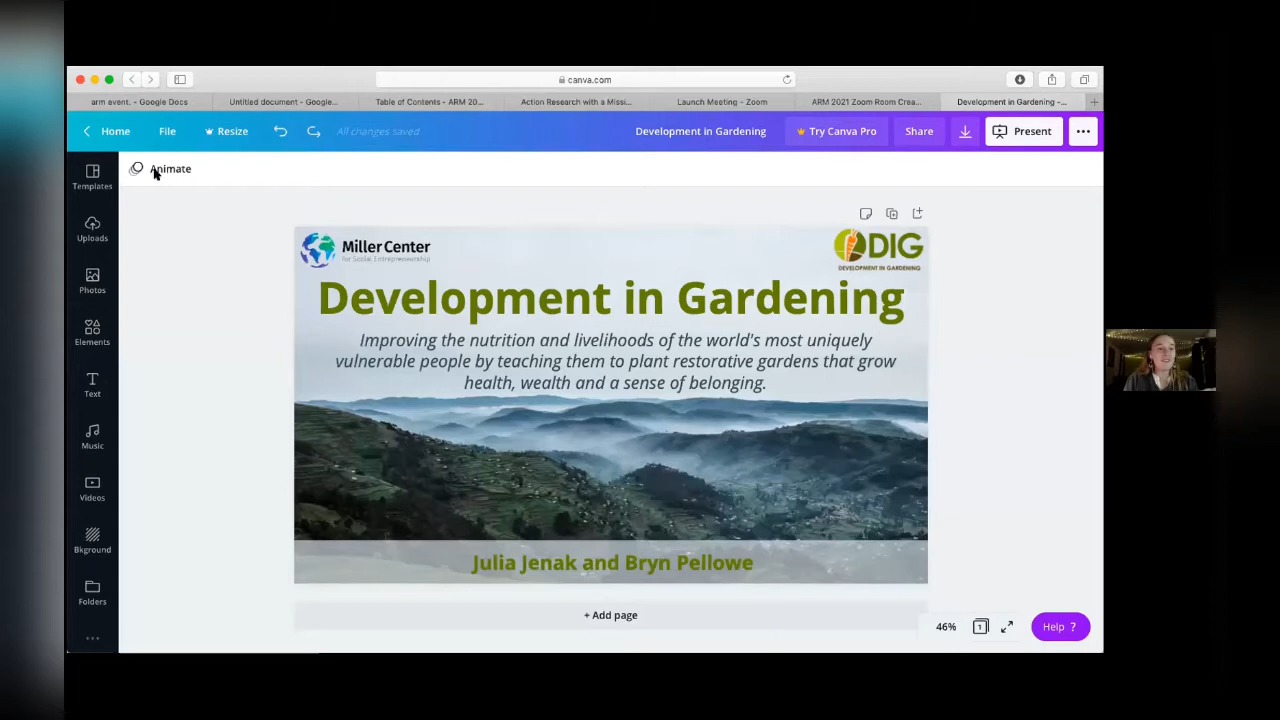 canva.com
arm event. - Google Docs
Untitled document - Google...
Table of Contents - ARM 20...
Action Research with a Missi...
Launch Meeting - Zoom
ARM 2021 Zoom Room Crea...
Development in Gardening -...
Home
File
Resize
All changes saved
Development in Gardening
Try Canva Pro
Share
Present
Animate
Templates
Uploads
Photos
Elements
Text
Music
Videos
Bkground
Folders
Miller Center
for Social Entrepreneurship
DIG
DEVELOPMENT IN GARDENING
Development in Gardening
Improving the nutrition and livelihoods of the world's most uniquely
vulnerable people by teaching them to plant restorative gardens that grow
health, wealth and a sense of belonging.
Julia Jenak and Bryn Pellowe
+ Add page
46%
1
Help ?